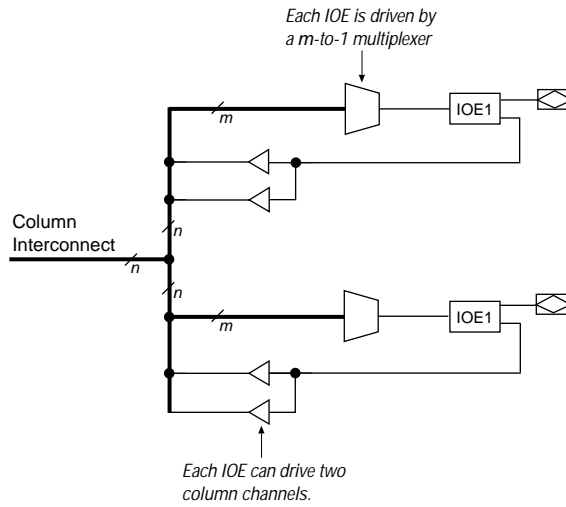 Each IOE is driven by
a m-to-1 multiplexer
IOE1
m
Column
Interconnect
n
n
n
IOE1
m
Each IOE can drive two
column channels.